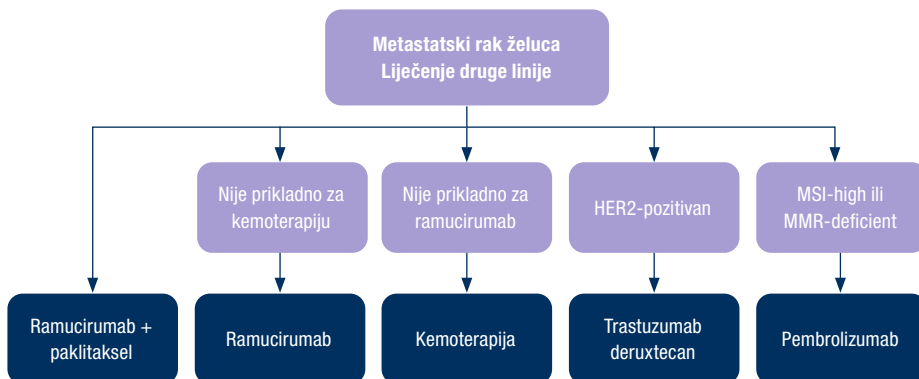 Metastatski rak želuca
Liječenje druge linije
Nije prikladno za
kemoterapiju
Nije prikladno za
ramucirumab
HER2-pozitivan
MSI-high ili
MMR-deficient
Ramucirumab +
paklitaksel
Ramucirumab
Kemoterapija
Trastuzumab
deruxtecan
Pembrolizumab